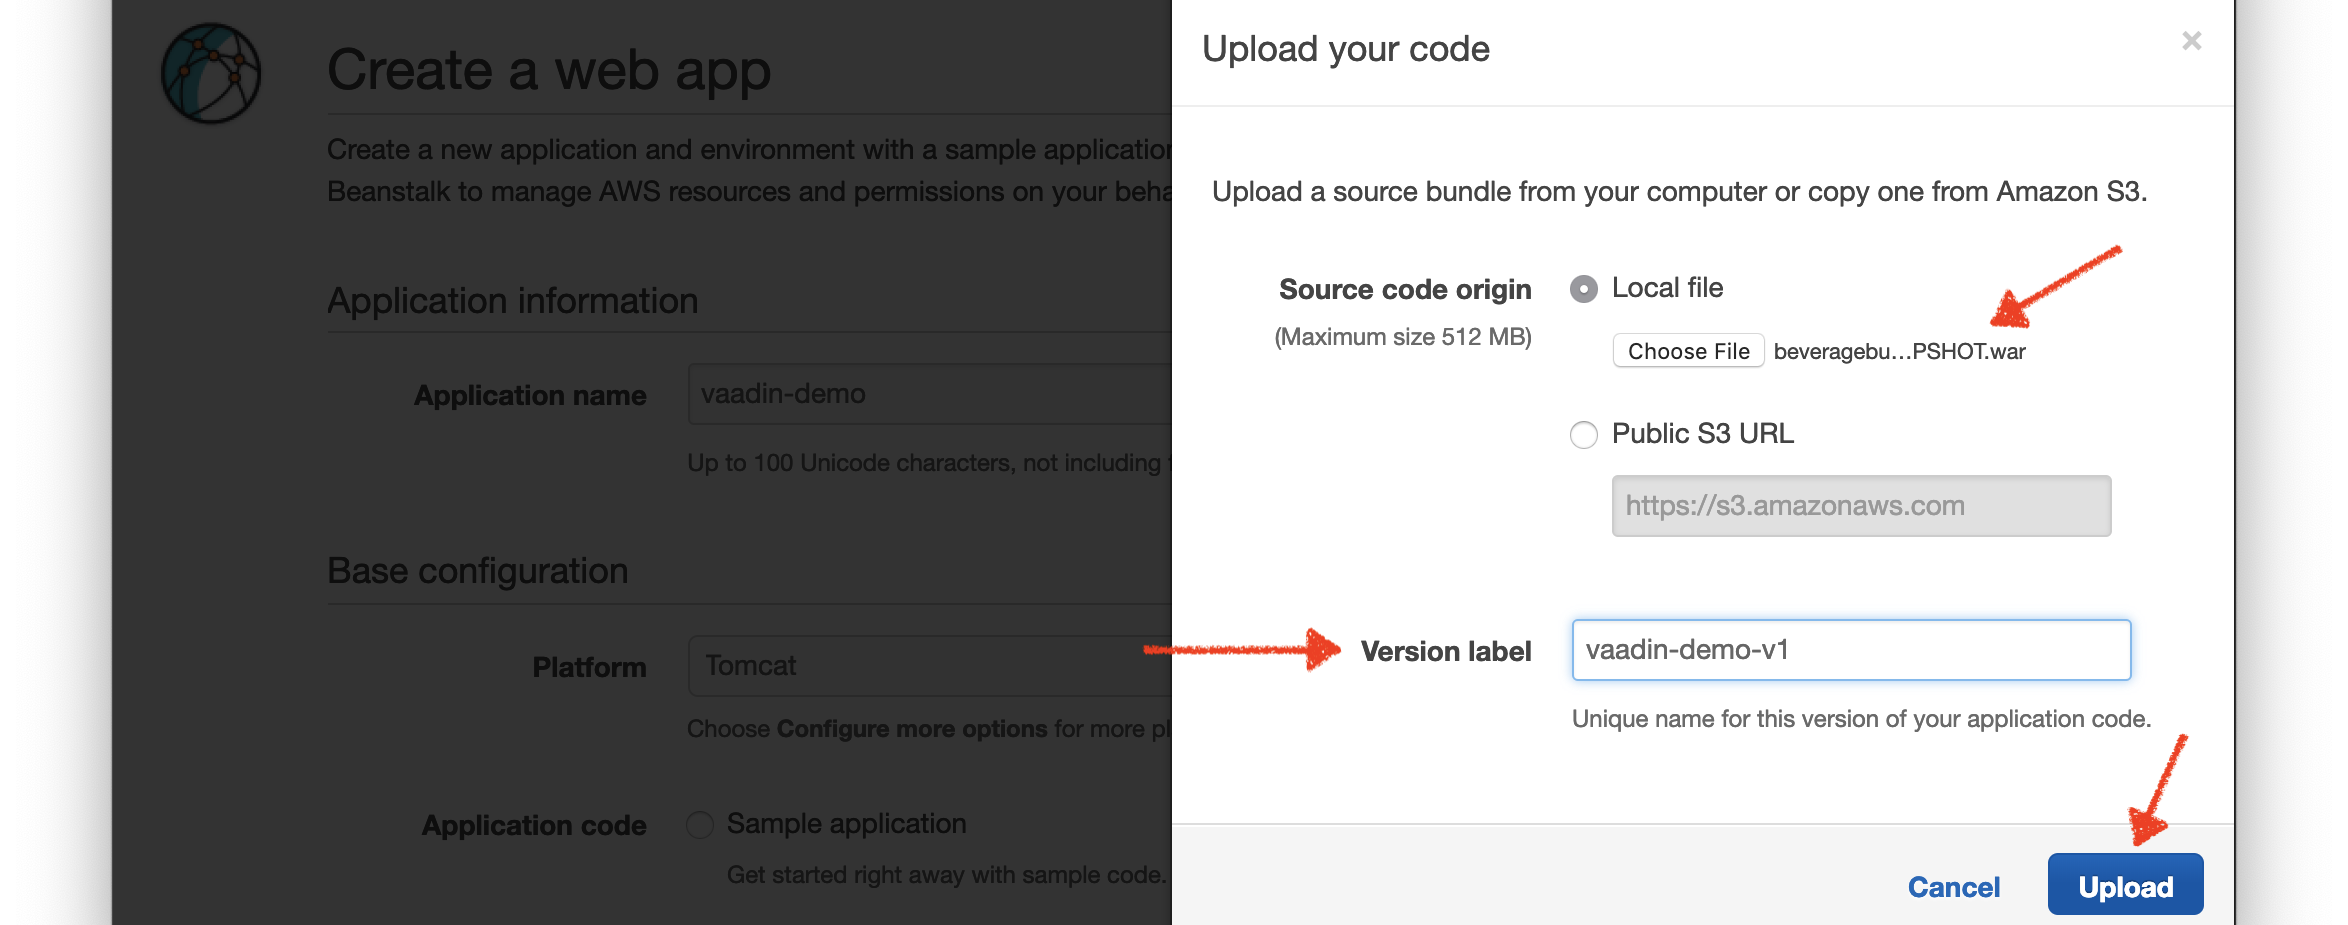 Create a web app
Create a new application and environment with a sample application
Beanstalk to manage AWS resources and permissions on your beha
Application information
Application name
vaadin-demo
Up to 100 Unicode characters, not including
Base configuration
Platform
Tomcat
Choose Configure more options for more pl
Application code
Sample application
Get started right away with sample code.
Upload your code
×
Upload a source bundle from your computer or copy one from Amazon S3.
Source code origin
(Maximum size 512 MB)
Local file
Choose File beveragebu...PSHOT.war
Public S3 URL
https://s3.amazonaws.com
Version label
vaadin-demo-v1
Unique name for this version of your application code.
Cancel
Upload